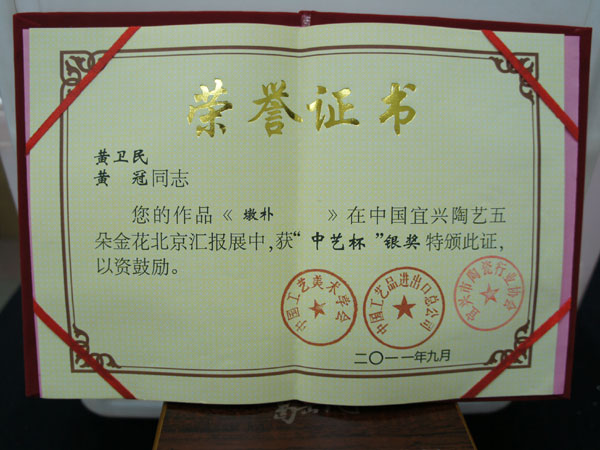 荣誉证书
黄卫民
黄 冠同志
您的作品《 墩朴 》在中国宜兴陶艺五
朵金花北京汇报展中,获“中艺杯”银奖特颁此证,
以资鼓励。
中国工艺美术学会
中国工艺品进出口总公司
宜兴市陶瓷行业协会
二〇一一年九月